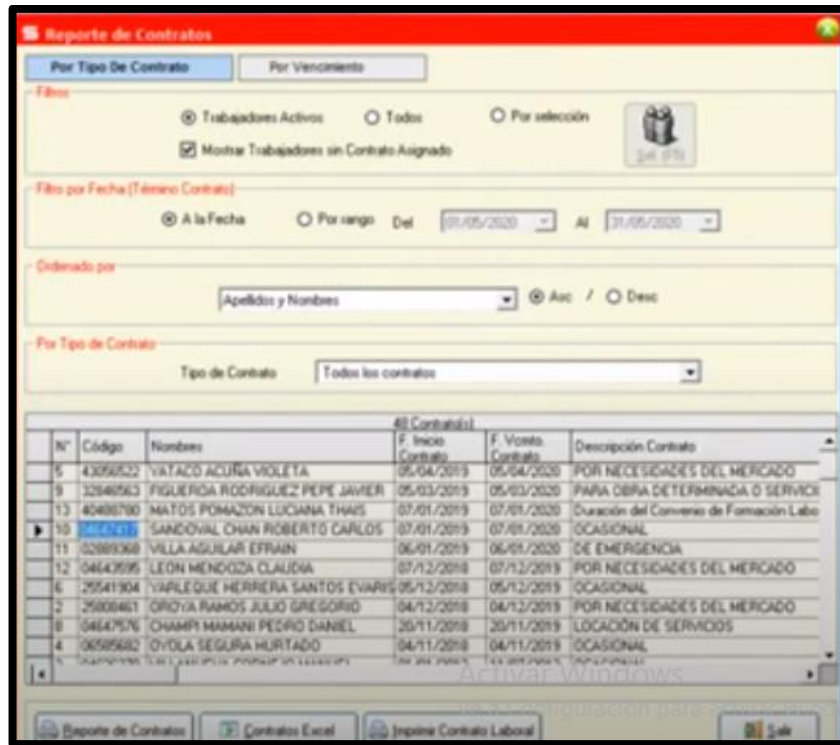 Reporte de Contratos
Por Tipo De Contrato Por Vencimiento
Filtros
Trabajadores Activos Todos Por selección
Mostrar Trabajadores sin Contrato Asignado
Filtro por Fecha (Término Contrato)
A la Fecha Por rango Del 01/05/2020 Al 31/05/2020
Ordenado por
Apellidos y Nombres Asc / Desc
Por Tipo de Contrato
Tipo de Contrato Todos los contratos
48 Contrato(s)
N° Código Nombres F. Inicio Contrato F. Vcmto. Contrato Descripción Contrato
5 43056522 YATACO ACUÑA VIOLETA 05/04/2019 05/04/2020 POR NECESIDADES DEL MERCADO
9 32846563 FIGUEROA RODRIGUEZ PEPE JAVIER 05/03/2019 05/03/2020 PARA OBRA DETERMINADA O SERVICI
13 40488780 MATOS POMAZON LUCIANA THAIS 07/01/2019 07/01/2020 Duración del Convenio de Formación Labo
10 04647417 SANDOVAL CHAN ROBERTO CARLOS 07/01/2019 07/01/2020 OCASIONAL
11 02889368 VILLA AGUILAR EFRAIN 06/01/2019 06/01/2020 DE EMERGENCIA
12 04643595 LEON MENDOZA CLAUDIA 07/12/2018 07/12/2019 POR NECESIDADES DEL MERCADO
6 25541904 YARLEQUE HERRERA SANTOS EVARIS 05/12/2018 05/12/2019 OCASIONAL
2 25808461 OROYA RAMOS JULIO GREGORIO 04/12/2018 04/12/2019 POR NECESIDADES DEL MERCADO
8 04647576 CHAMPI MAMANI PEDRO DANIEL 20/11/2018 20/11/2019 LOCACIÓN DE SERVICIOS
4 06585682 OYOLA SEGURA HURTADO 04/11/2018 04/11/2019 OCASIONAL
Activar Windows
Reporte de Contratos Contratos Excel Imprimir Contrato Laboral Salir